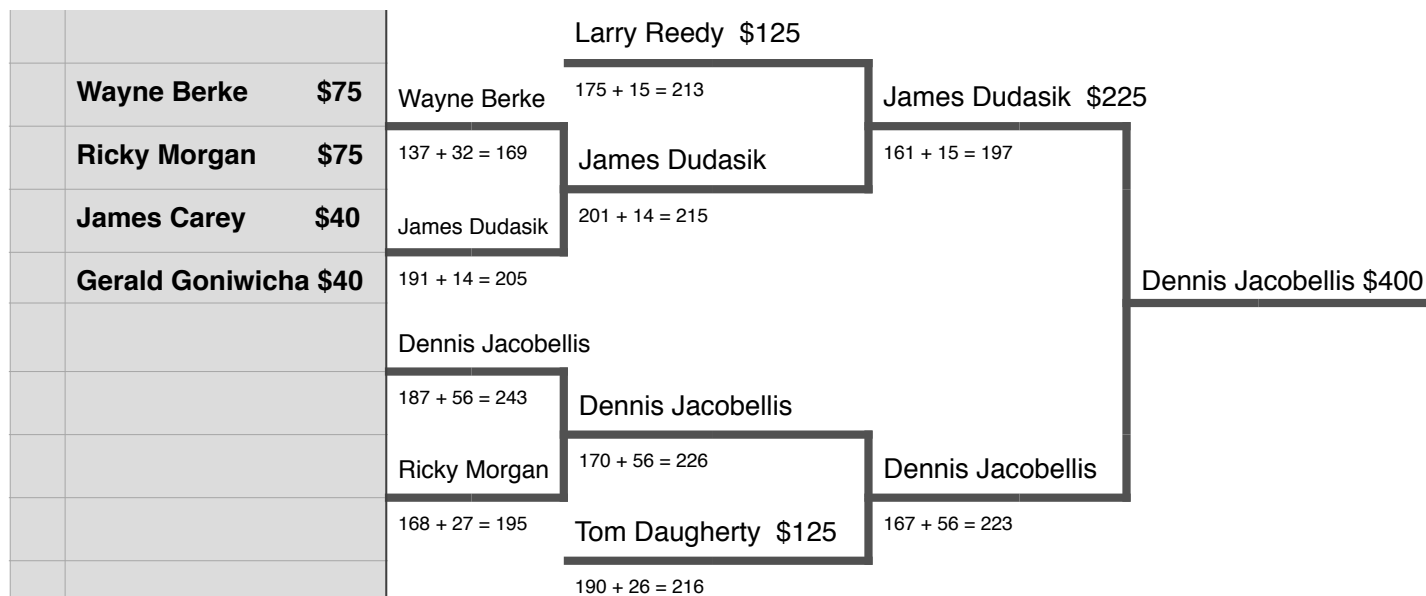 Wayne Berke $75
Ricky Morgan $75
James Carey $40
Gerald Goniwicha $40
Wayne Berke
137 + 32 = 169
James Dudasik
191 + 14 = 205
Dennis Jacobellis
187 + 56 = 243
Ricky Morgan
168 + 27 = 195
Larry Reedy $125
175 + 15 = 213
James Dudasik
201 + 14 = 215
Dennis Jacobellis
170 + 56 = 226
Tom Daugherty $125
190 + 26 = 216
James Dudasik $225
161 + 15 = 197
Dennis Jacobellis
167 + 56 = 223
Dennis Jacobellis $400